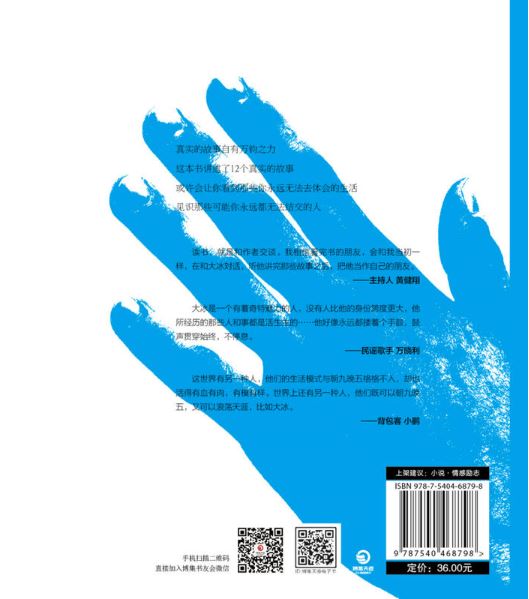 真实的故事自有万钧之力
这本书讲述了12个真实的故事
或许会让你看到那些你永远无法去体会的生活
见识那些可能你永远都无法结交的人
读书,就是和作者交谈。我相信看完书的朋友,会和我当初一
样,在和大冰对话,听他讲完那些故事之后,把他当作自己的朋友。
——主持人 黄健翔
大冰是一个有着奇特魅力的人,没有人比他的身份跨度更大,他
所经历的那些人和事都是活生生的……他好像永远都搂着个手鼓,鼓
声贯穿始终,不停息。
——民谣歌手 万晓利
这世界有另一种人,他们的生活模式与朝九晚五格格不入,却也
活得有血有肉,有模有样。世界上还有另一种人,他们既可以朝九晚
五,又可以浪荡天涯,比如大冰。
——背包客 小鹏
上架建议:小说·情感励志
ISBN 978-7-5404-6879-8
9 787540 468798 >
定价:36.00元
手机扫描二维码
直接加入博集书友会微信
博集天卷